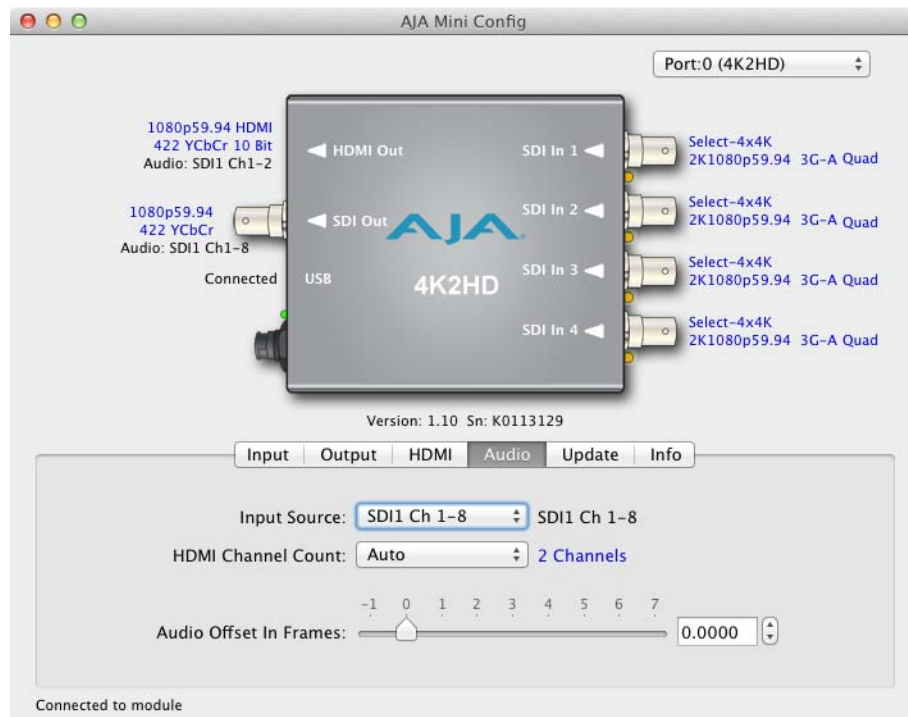 AJA Mini Config
Port:0 (4K2HD)
1080p59.94 HDMI
422 YCbCr 10 Bit
Audio: SDI1 Ch1-2
HDMI Out
SDI In 1
Select-4x4K
2K1080p59.94 3G-A Quad
1080p59.94
422 YCbCr
Audio: SDI1 Ch1-8
SDI Out
AJA
SDI In 2
Select-4x4K
2K1080p59.94 3G-A Quad
Connected
USB
4K2HD
SDI In 3
Select-4x4K
2K1080p59.94 3G-A Quad
SDI In 4
Select-4x4K
2K1080p59.94 3G-A Quad
Version: 1.10 Sn: K0113129
Input Output HDMI Audio Update Info
Input Source: SDI1 Ch 1-8 SDI1 Ch 1-8
HDMI Channel Count: Auto 2 Channels
-1 0 1 2 3 4 5 6 7
Audio Offset In Frames: 0.0000
Connected to module